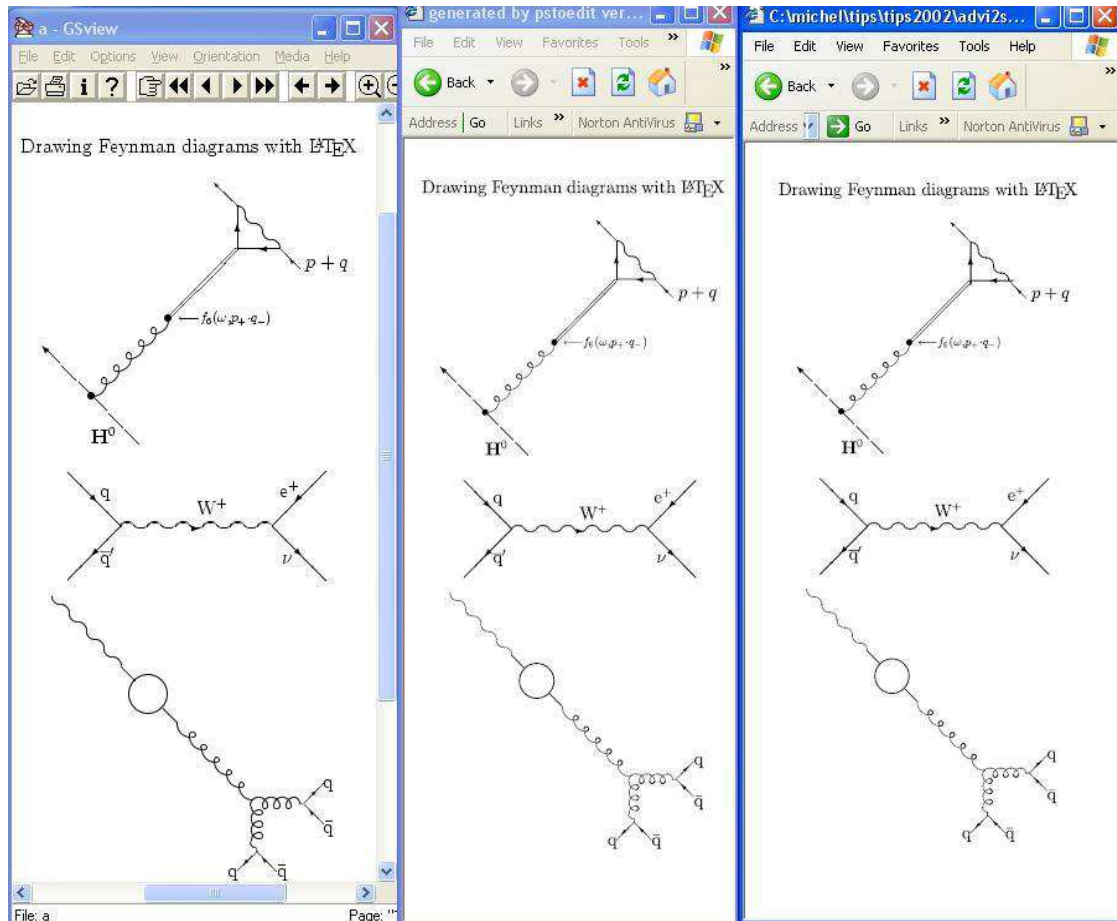 a - GSview
File Edit Options View Orientation Media Help
i ?
Drawing Feynman diagrams with LATEX
p + q
f₆(ω,p₊·q₋)
H⁰
q
e⁺
W⁺
q̅′
ν
q
q̅
q q̅
File: a Page: "
generated by pstoedit ver...
File Edit View Favorites Tools »
Back
»
Address Go Links » Norton AntiVirus
Drawing Feynman diagrams with LATEX
p + q
f₆(ω,p₊·q₋)
H⁰
q
e⁺
W⁺
q̅′
ν
q
q̅
q q̅
C:\michel\tips\tips2002\advi2s...
File Edit View Favorites Tools Help
Back
»
Address Go Links » Norton AntiVirus
Drawing Feynman diagrams with LATEX
p + q
f₆(ω,p₊·q₋)
H⁰
q
e⁺
W⁺
q̅′
ν
q
q̅
q q̅